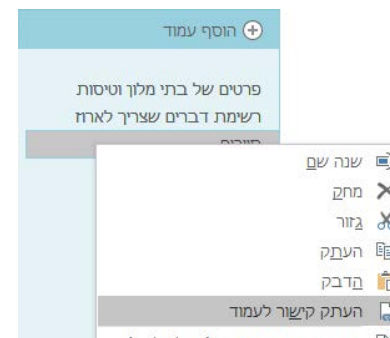 הוסף עמוד
פרטים של בתי מלון וטיסות
רשימת דברים שצריך לארוז
שנה שם
מחק
גזור
העתק
הדבק
העתק קישור לעמוד